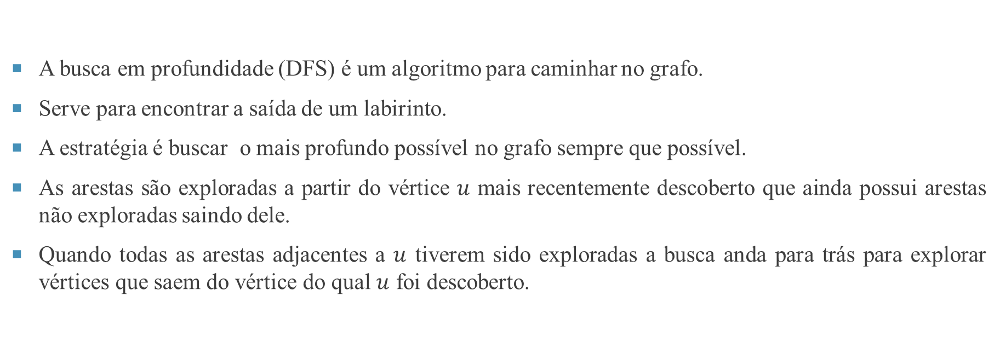 ▪ A busca em profundidade (DFS) é um algoritmo para caminhar no grafo.
▪ Serve para encontrar a saída de um labirinto.
▪ A estratégia é buscar  o mais profundo possível no grafo sempre que possível.
▪ As arestas são exploradas a partir do vértice 𝑢 mais recentemente descoberto que ainda possui arestas
não exploradas saindo dele.
▪ Quando todas as arestas adjacentes a 𝑢 tiverem sido exploradas a busca anda para trás para explorar
vértices que saem do vértice do qual 𝑢 foi descoberto.